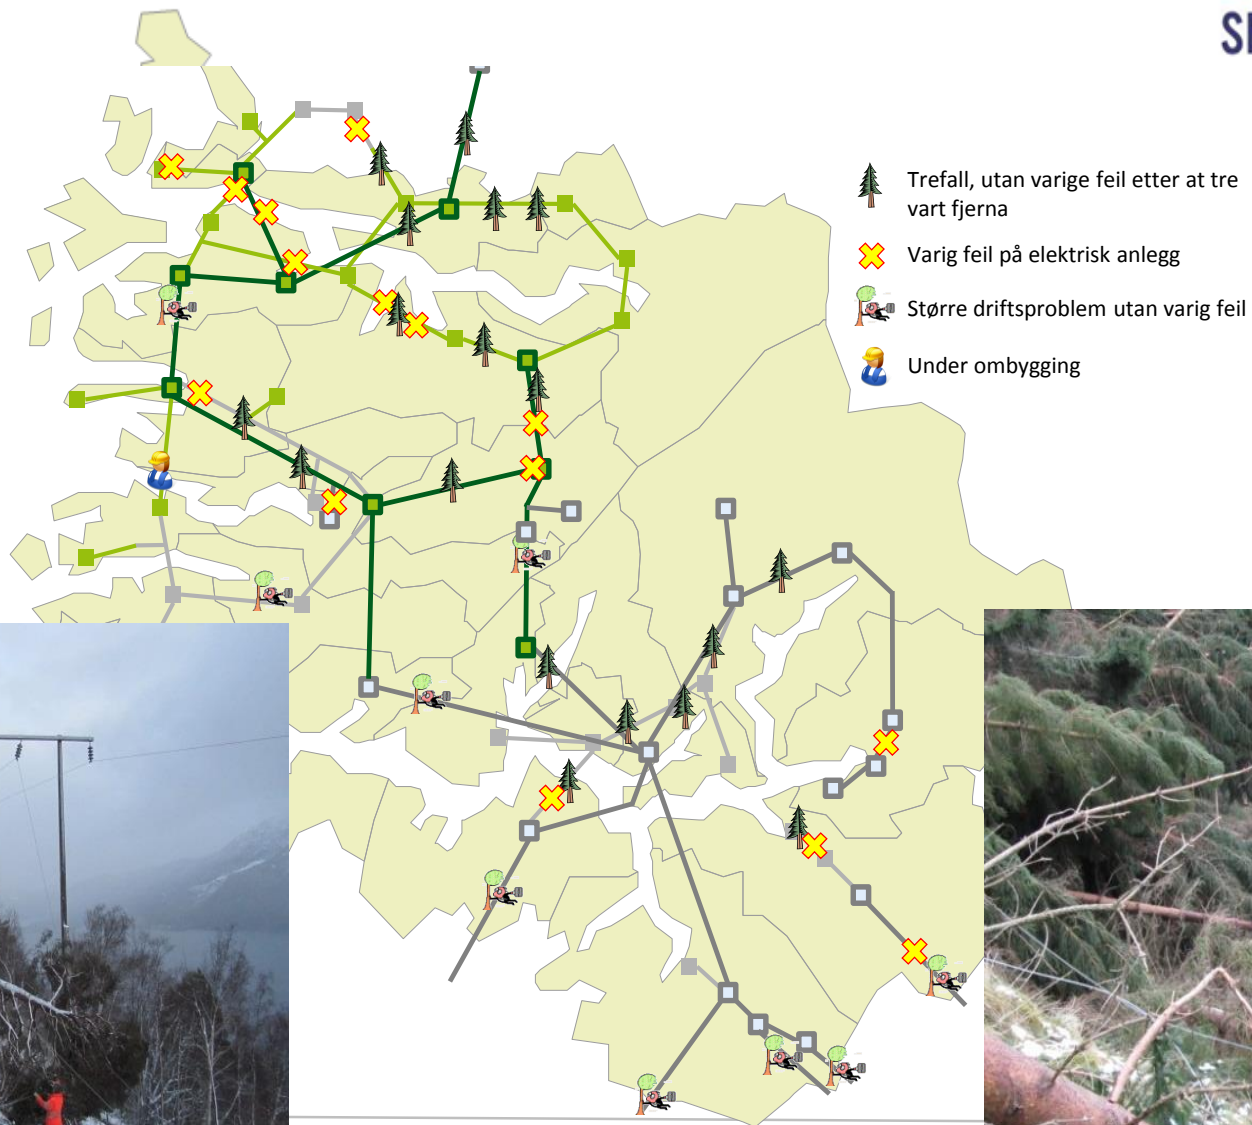 Trefall, utan varige feil etter at tre
vart fjerna
Varig feil på elektrisk anlegg
Større driftsproblem utan varig feil
Under ombygging